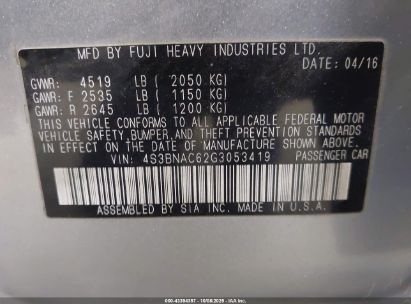 MFD BY FUJI HEAVY INDUSTRIES LTD.
DATE: 04/16
GVWR: 4519 LB ( 2050 KG)
GAWR: F 2535 LB ( 1150 KG)
GAWR: R 2645 LB ( 1200 KG)
THIS VEHICLE CONFORMS TO ALL APPLICABLE FEDERAL MOTOR
VEHICLE SAFETY, BUMPER, AND THEFT PREVENTION STANDARDS
IN EFFECT ON THE DATE OF MANUFACTURE SHOWN ABOVE.
VIN: 4S3BNAC62G3053419 PASSENGER CAR
ASSEMBLED BY SIA INC. MADE IN U.S.A.